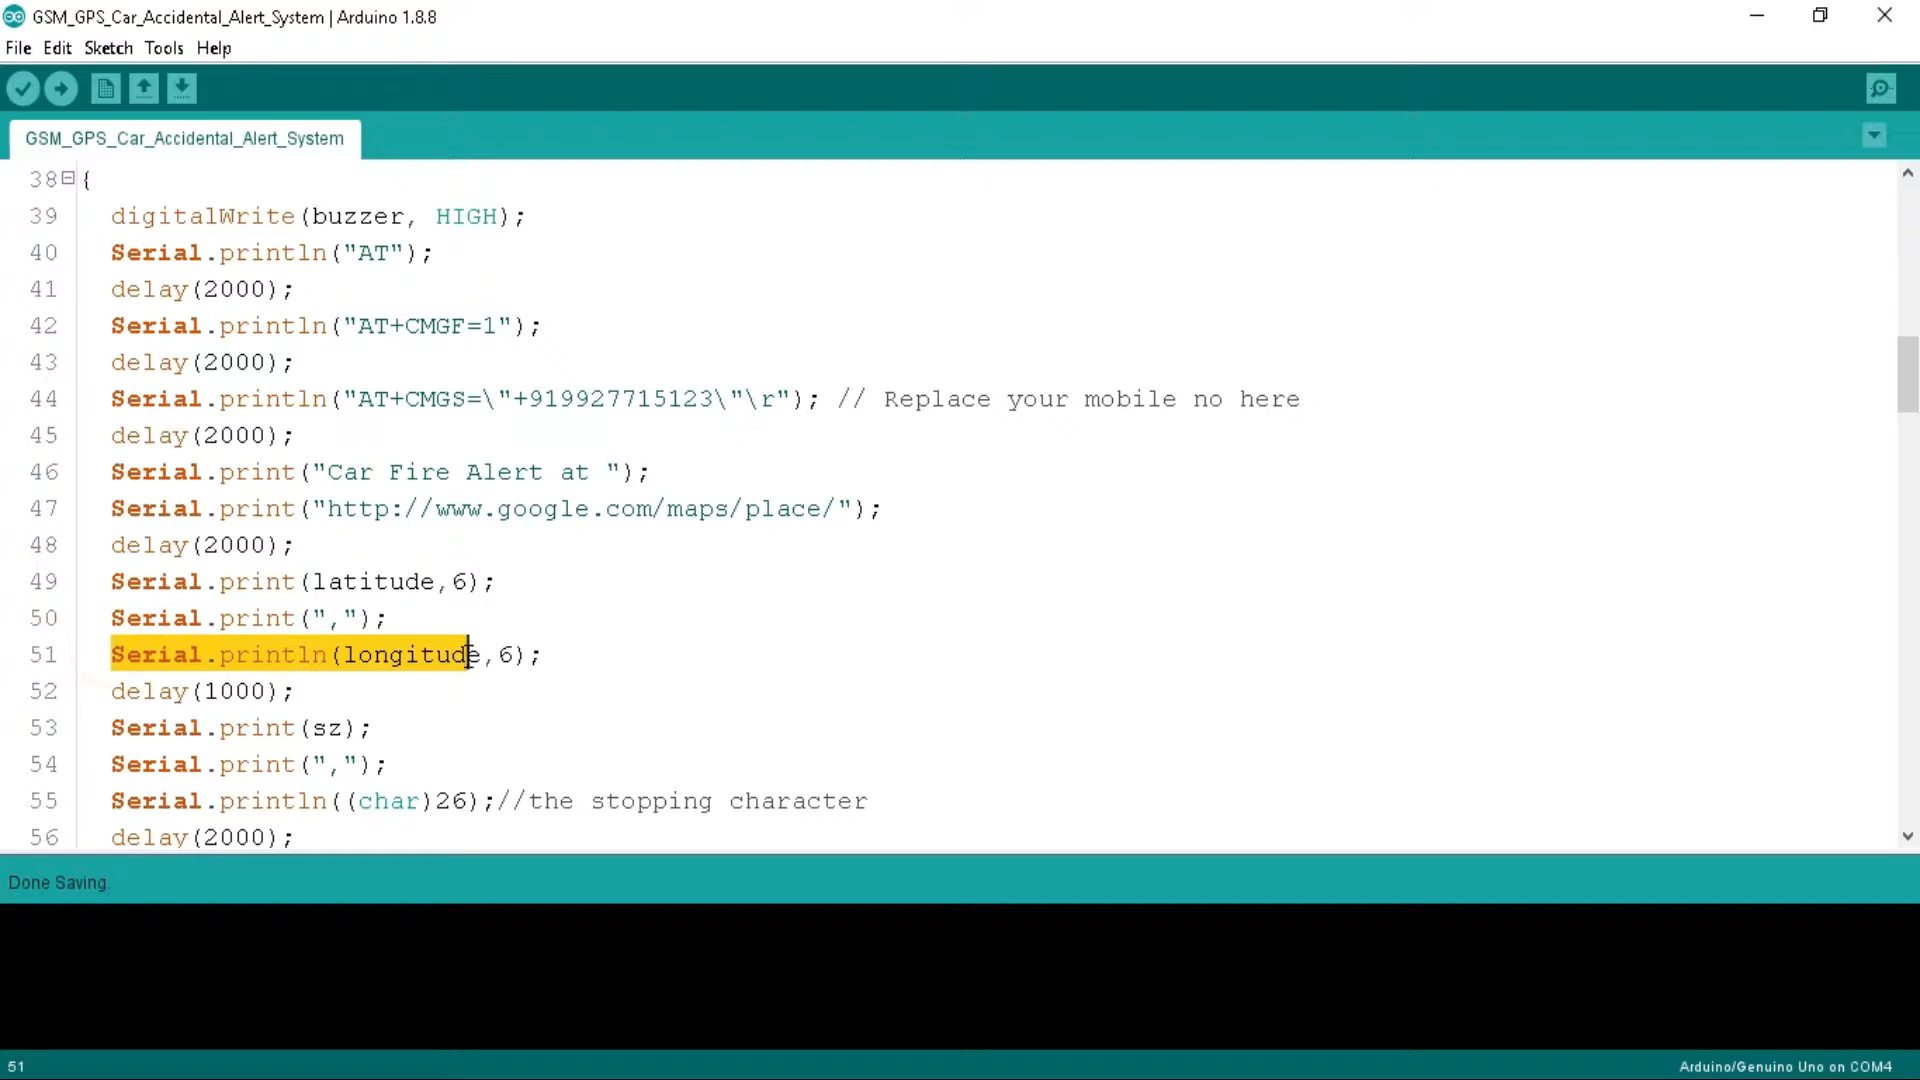 GSM_GPS_Car_Accidental_Alert_System | Arduino 1.8.8
File Edit Sketch Tools Help
GSM_GPS_Car_Accidental_Alert_System
38 {
39 digitalWrite(buzzer, HIGH);
40 Serial.println("AT");
41 delay(2000);
42 Serial.println("AT+CMGF=1");
43 delay(2000);
44 Serial.println("AT+CMGS=\"+919927715123\"\r"); // Replace your mobile no here
45 delay(2000);
46 Serial.print("Car Fire Alert at ");
47 Serial.print("http://www.google.com/maps/place/");
48 delay(2000);
49 Serial.print(latitude,6);
50 Serial.print(",");
51 Serial.println(longitude,6);
52 delay(1000);
53 Serial.print(sz);
54 Serial.print(",");
55 Serial.println((char)26);//the stopping character
56 delay(2000);
Done Saving.
51
Arduino/Genuino Uno on COM4